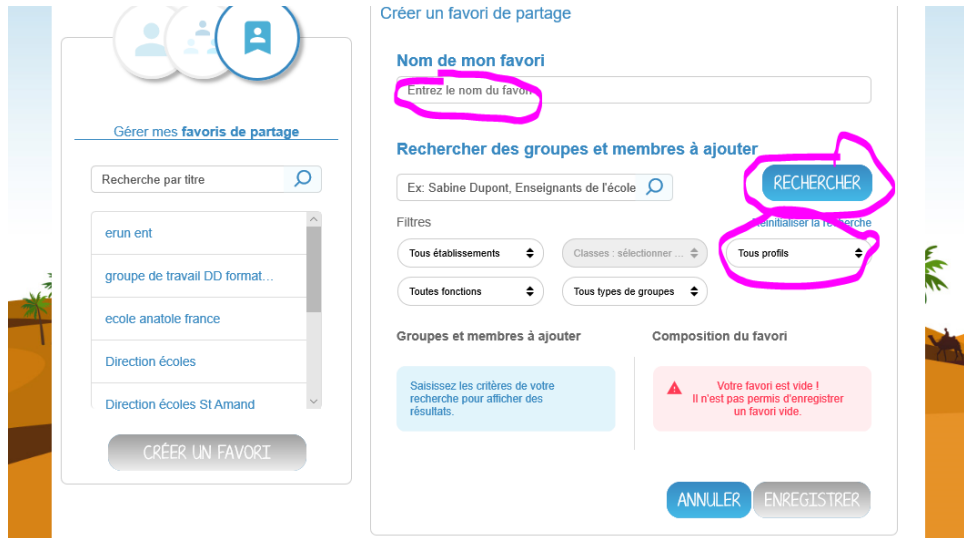 Créer un favori de partage
Nom de mon favori
Entrez le nom du favori
Gérer mes favoris de partage
Rechercher des groupes et membres à ajouter
Recherche par titre
Ex: Sabine Dupont, Enseignants de l'école
RECHERCHER
Filtres
Réinitialiser la recherche
erun ent
Tous établissements
Classes : sélectionner ...
Tous profils
groupe de travail DD format...
Toutes fonctions
Tous types de groupes
ecole anatole france
Groupes et membres à ajouter
Composition du favori
Direction écoles
Saisissez les critères de votre
recherche pour afficher des
résultats.
Votre favori est vide !
Il n'est pas permis d'enregistrer
un favori vide.
Direction écoles St Amand
CRÉER UN FAVORI
ANNULER
ENREGISTRER